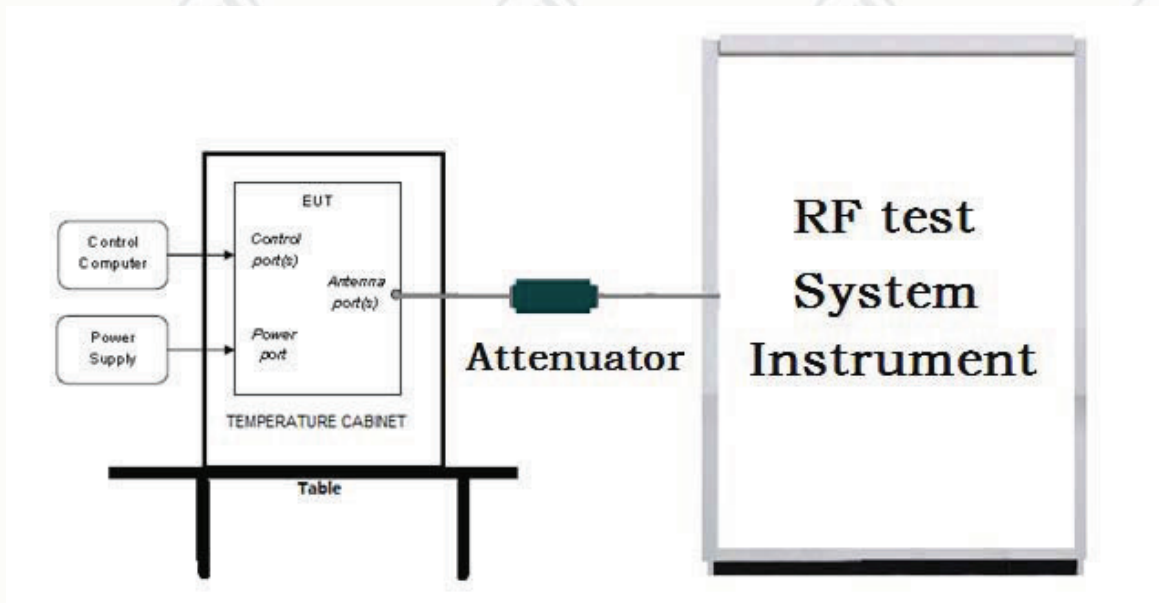 Control
Computer
Power
Supply
EUT
Control
port(s)
Antenna
port(s)
Power
port
TEMPERATURE CABINET
Table
Attenuator
RF test
System
Instrument